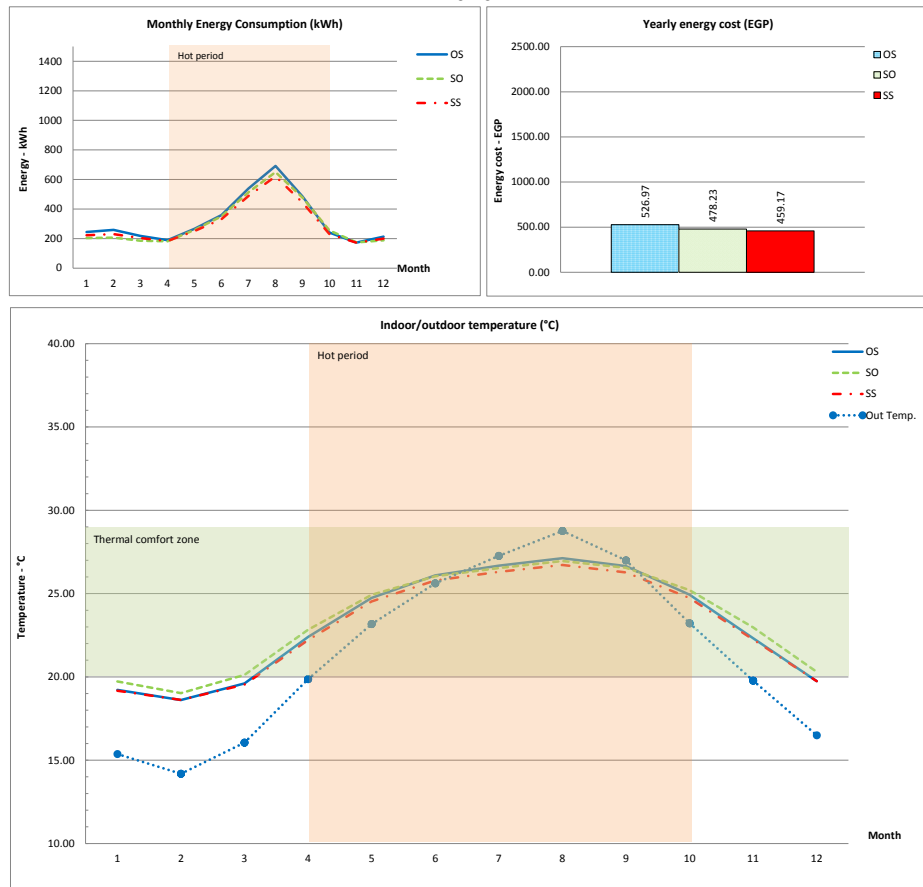 Monthly Energy Consumption (kWh)
Hot period
1400
1200
1000
800
600
400
200
0
Energy - kWh
1 2 3 4 5 6 7 8 9 10 11 12
Month
OS
SO
SS
Yearly energy cost (EGP)
2500.00
2000.00
1500.00
1000.00
500.00
0.00
Energy cost - EGP
526.97
478.23
459.17
OS
SO
SS
Indoor/outdoor temperature (°C)
Hot period
40.00
35.00
30.00
25.00
20.00
15.00
10.00
Temperature - °C
Thermal comfort zone
OS
SO
SS
Out Temp.
Month
1 2 3 4 5 6 7 8 9 10 11 12